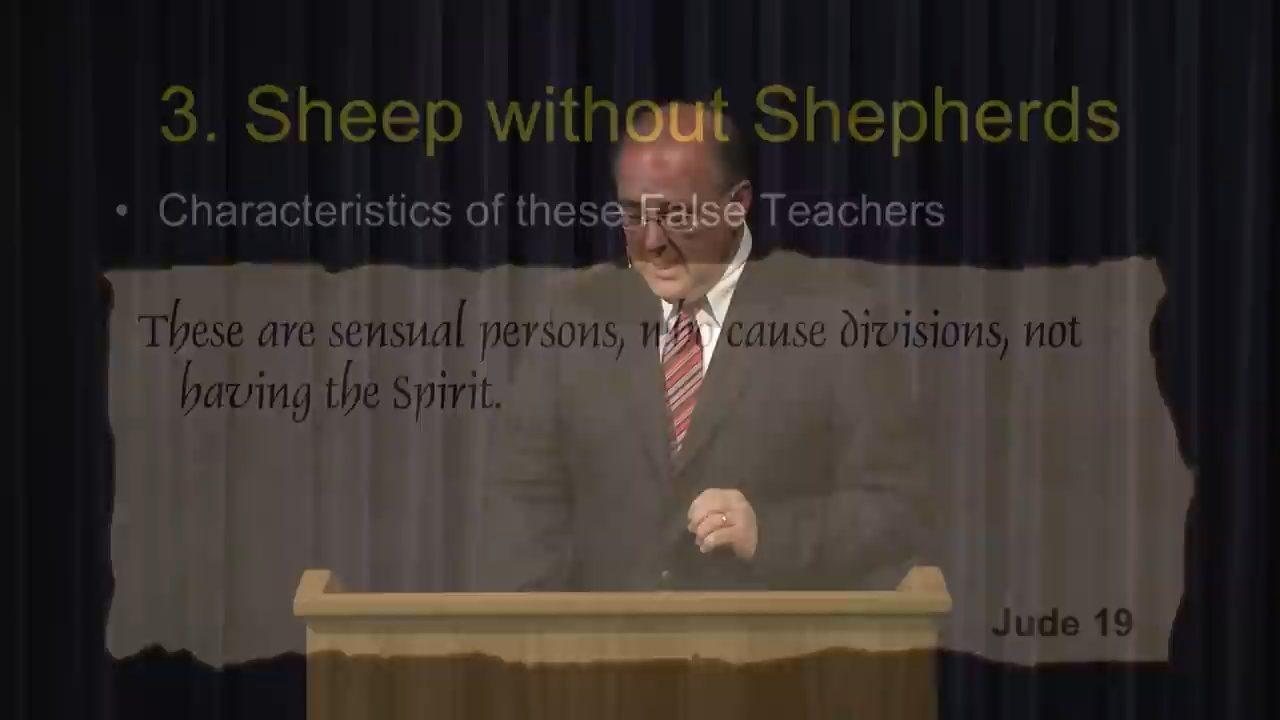 3. Sheep without Shepherds
• Characteristics of these False Teachers
These are sensual persons, who cause divisions, not
having the Spirit.
Jude 19